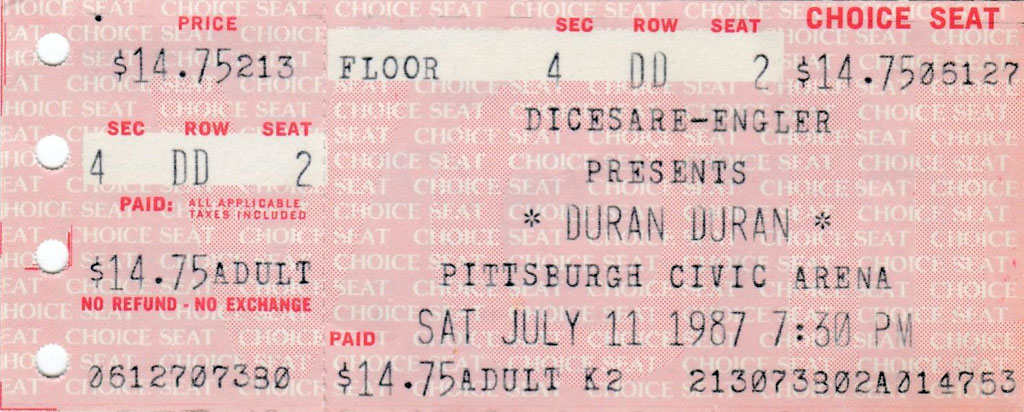 PRICE
$14.75213
SEC ROW SEAT
4 DD 2
PAID: ALL APPLICABLE TAXES INCLUDED
$14.75ADULT
NO REFUND - NO EXCHANGE
0612707380
SEC ROW SEAT CHOICE SEAT
FLOOR 4 DD 2 $14.7506127
DICESARE-ENGLER
PRESENTS
* DURAN DURAN *
PITTSBURGH CIVIC ARENA
PAID SAT JULY 11 1987 7:30 PM
$14.75ADULT K2 213073802A014753